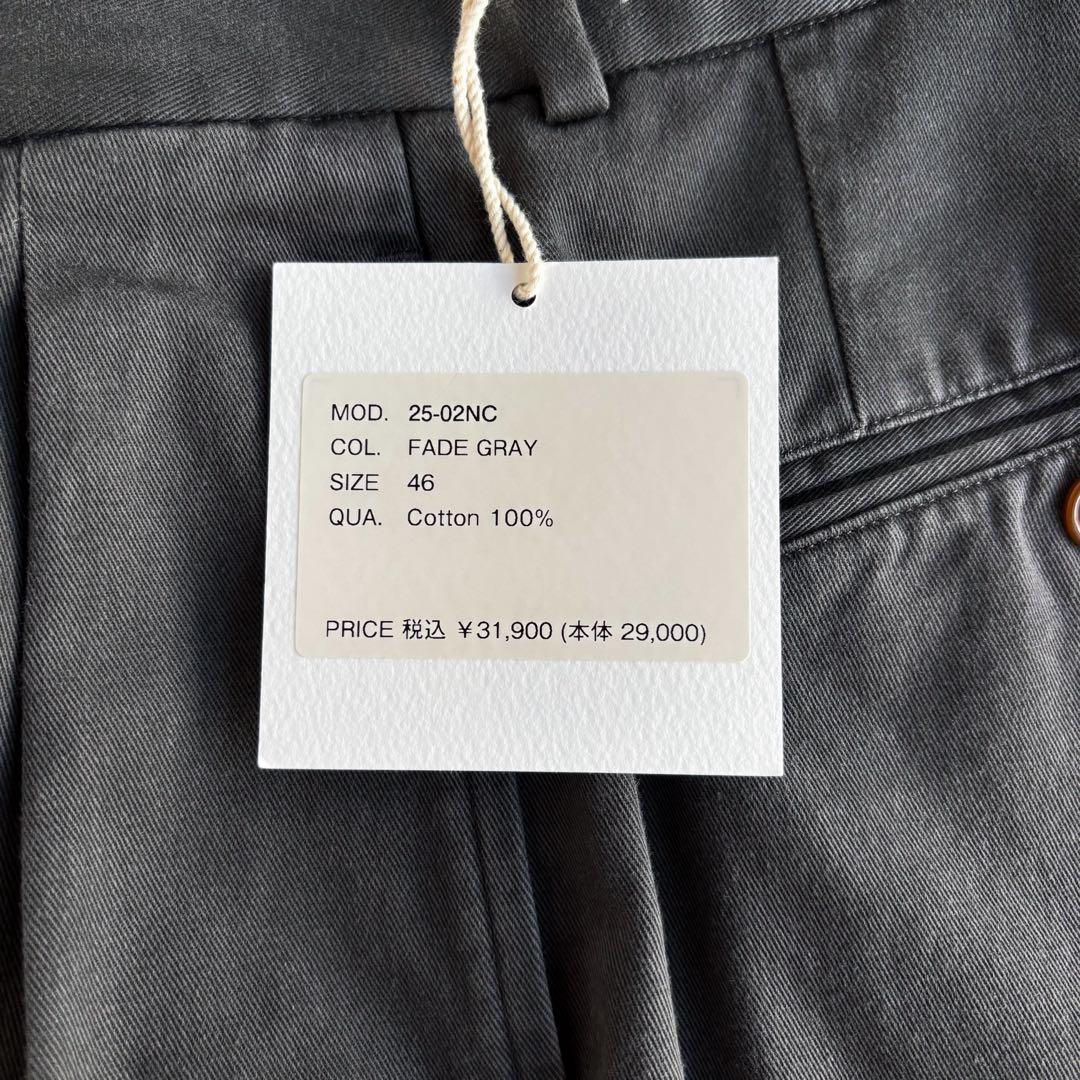 MOD. 25-02NC
COL. FADE GRAY
SIZE 46
QUA. Cotton 100%
PRICE 税込 ￥31,900 (本体 29,000)